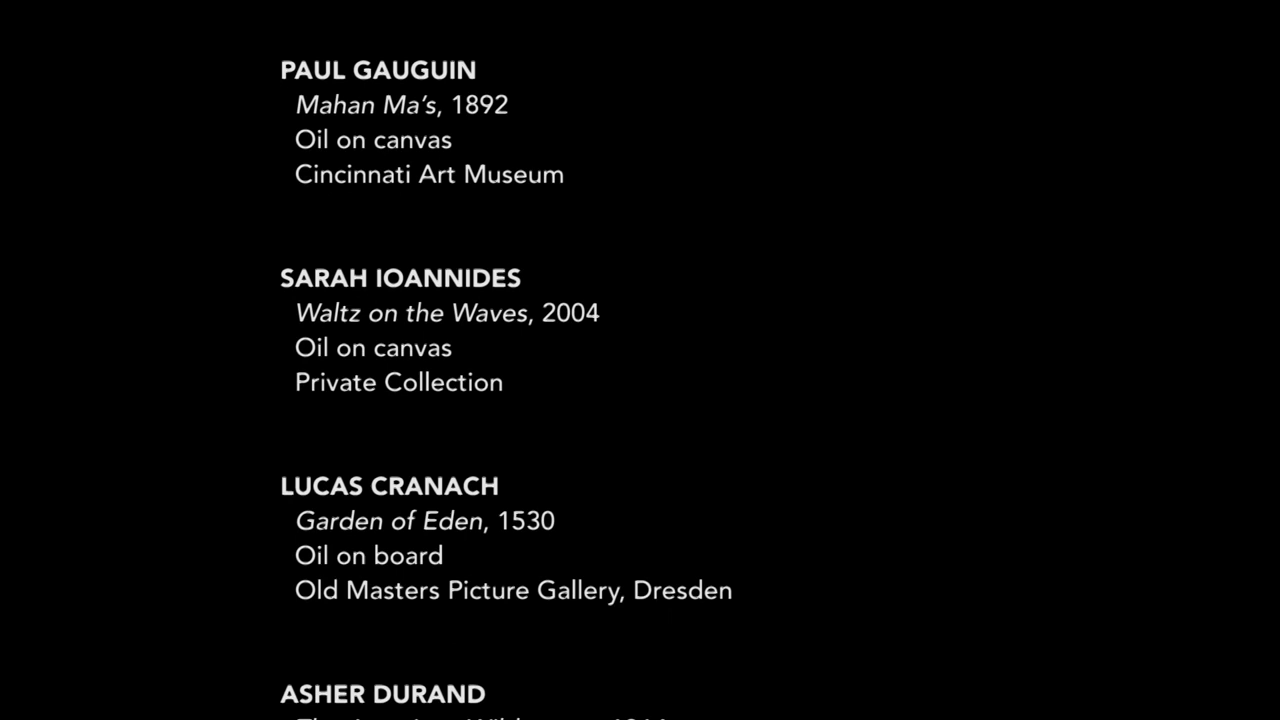 PAUL GAUGUIN
Mahan Ma's, 1892
Oil on canvas
Cincinnati Art Museum
SARAH IOANNIDES
Waltz on the Waves, 2004
Oil on canvas
Private Collection
LUCAS CRANACH
Garden of Eden, 1530
Oil on board
Old Masters Picture Gallery, Dresden
ASHER DURAND